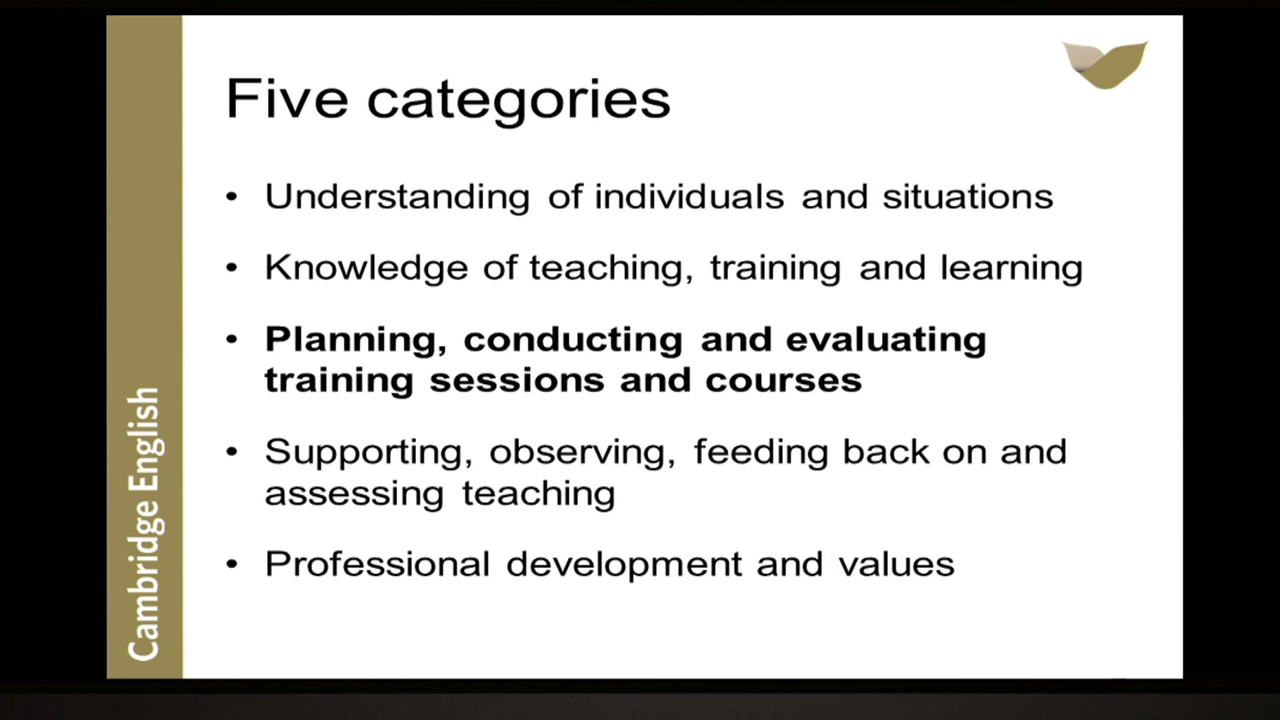 Five categories
• Understanding of individuals and situations
• Knowledge of teaching, training and learning
• Planning, conducting and evaluating
training sessions and courses
• Supporting, observing, feeding back on and
assessing teaching
• Professional development and values
Cambridge English